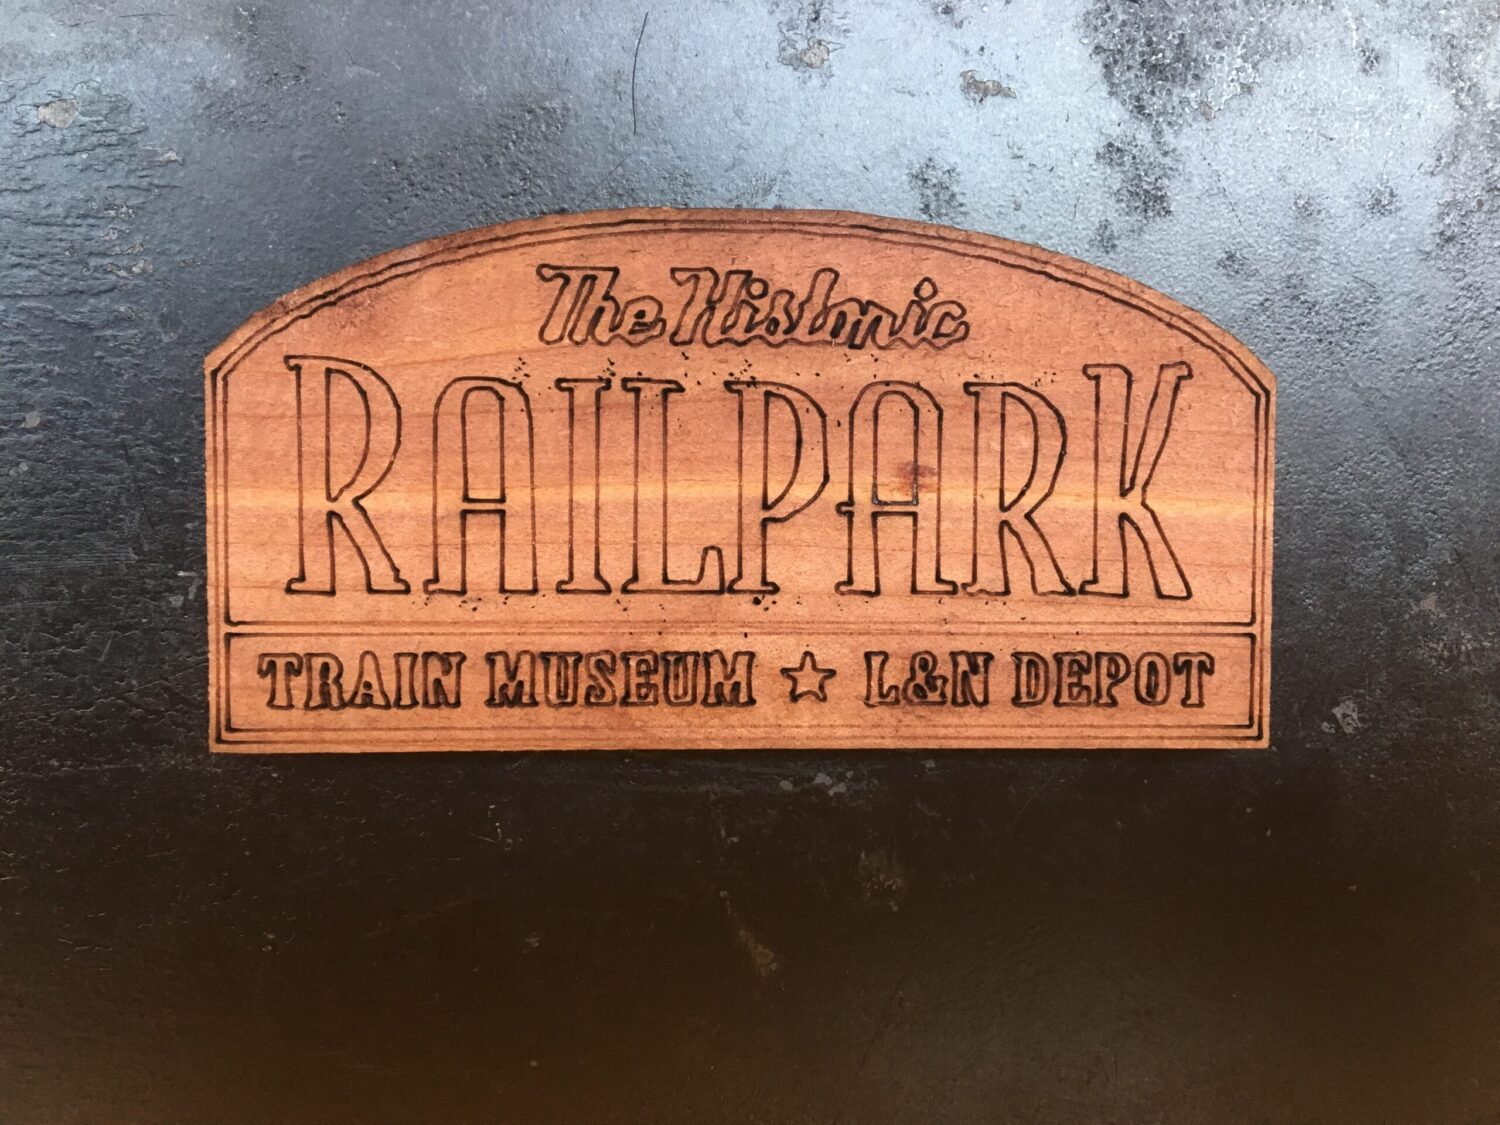 The Historic
RAILPARK
TRAIN MUSEUM ☆ L&N DEPOT